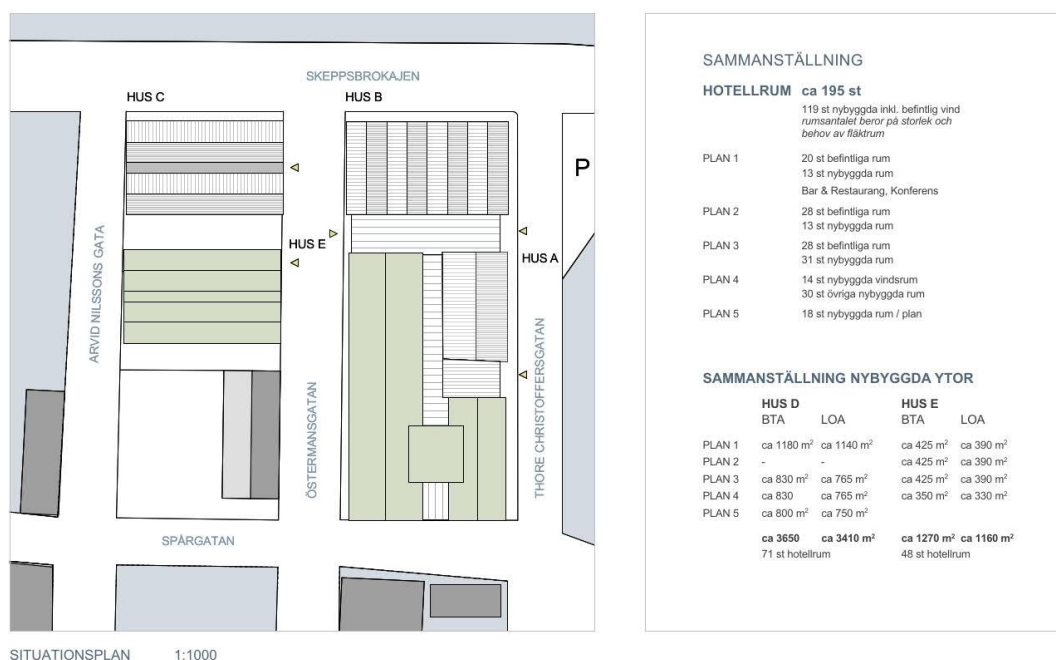 SKEPPSBROKAJEN
HUS C
HUS B
P
HUS E
HUS A
ARVID NILSSONS GATA
ÖSTERMANSGATAN
THORE CHRISTOFFERSGATAN
SPÅRGATAN
SITUATIONSPLAN 1:1000
SAMMANSTÄLLNING
HOTELLRUM ca 195 st
119 st nybyggda inkl. befintlig vind
rumsantalet beror på storlek och
behov av fläktrum
PLAN 1 20 st befintliga rum
13 st nybyggda rum
Bar & Restaurang, Konferens
PLAN 2 28 st befintliga rum
13 st nybyggda rum
PLAN 3 28 st befintliga rum
31 st nybyggda rum
PLAN 4 14 st nybyggda vindsrum
30 st övriga nybyggda rum
PLAN 5 18 st nybyggda rum / plan
SAMMANSTÄLLNING NYBYGGDA YTOR
HUS D HUS E
BTA LOA BTA LOA
PLAN 1 ca 1180 m² ca 1140 m² ca 425 m² ca 390 m²
PLAN 2 - - ca 425 m² ca 390 m²
PLAN 3 ca 830 m² ca 765 m² ca 425 m² ca 390 m²
PLAN 4 ca 830 ca 765 m² ca 350 m² ca 330 m²
PLAN 5 ca 800 m² ca 750 m²
ca 3650 ca 3410 m² ca 1270 m² ca 1160 m²
71 st hotellrum 48 st hotellrum